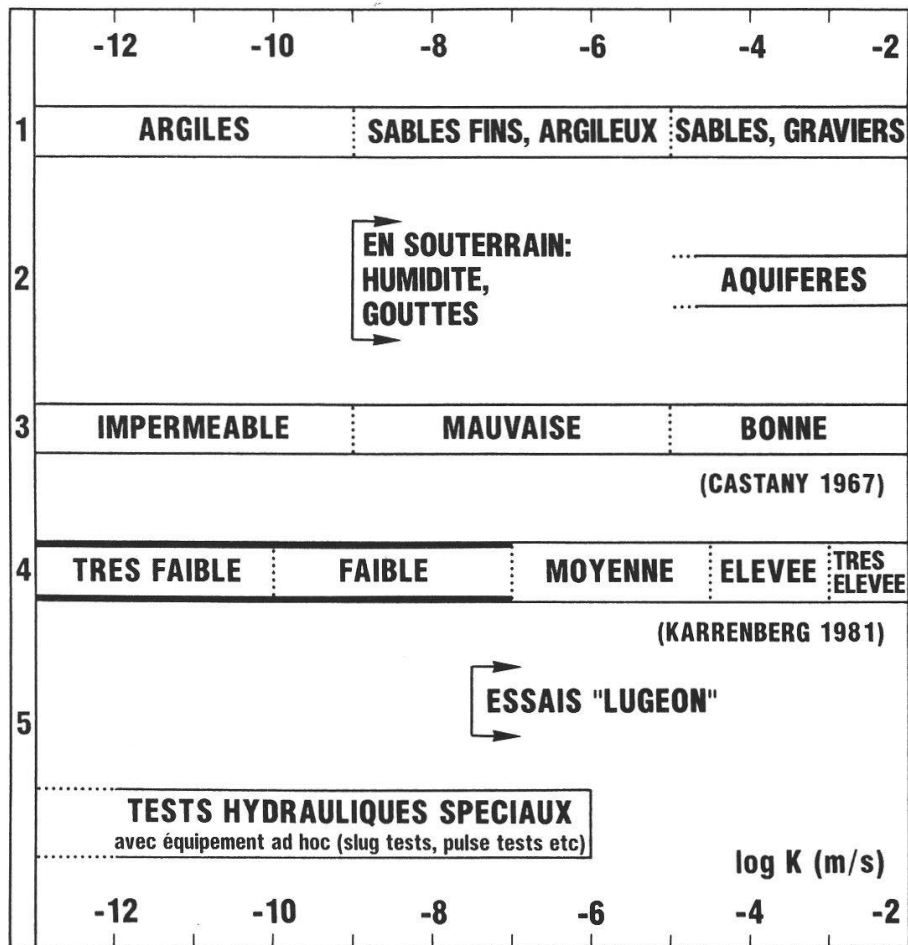 -12 -10 -8 -6 -4 -2
1 ARGILES SABLES FINS, ARGILEUX SABLES, GRAVIERS
EN SOUTERRAIN:
2 HUMIDITE, AQUIFERES
GOUTTES
3 IMPERMEABLE MAUVAISE BONNE
(CASTANY 1967)
4 TRES FAIBLE FAIBLE MOYENNE ELEVEE TRES
ELEVEE
(KARRENBERG 1981)
5 ESSAIS "LUGEON"
TESTS HYDRAULIQUES SPECIAUX
avec équipement ad hoc (slug tests, pulse tests etc)
log K (m/s)
-12 -10 -8 -6 -4 -2